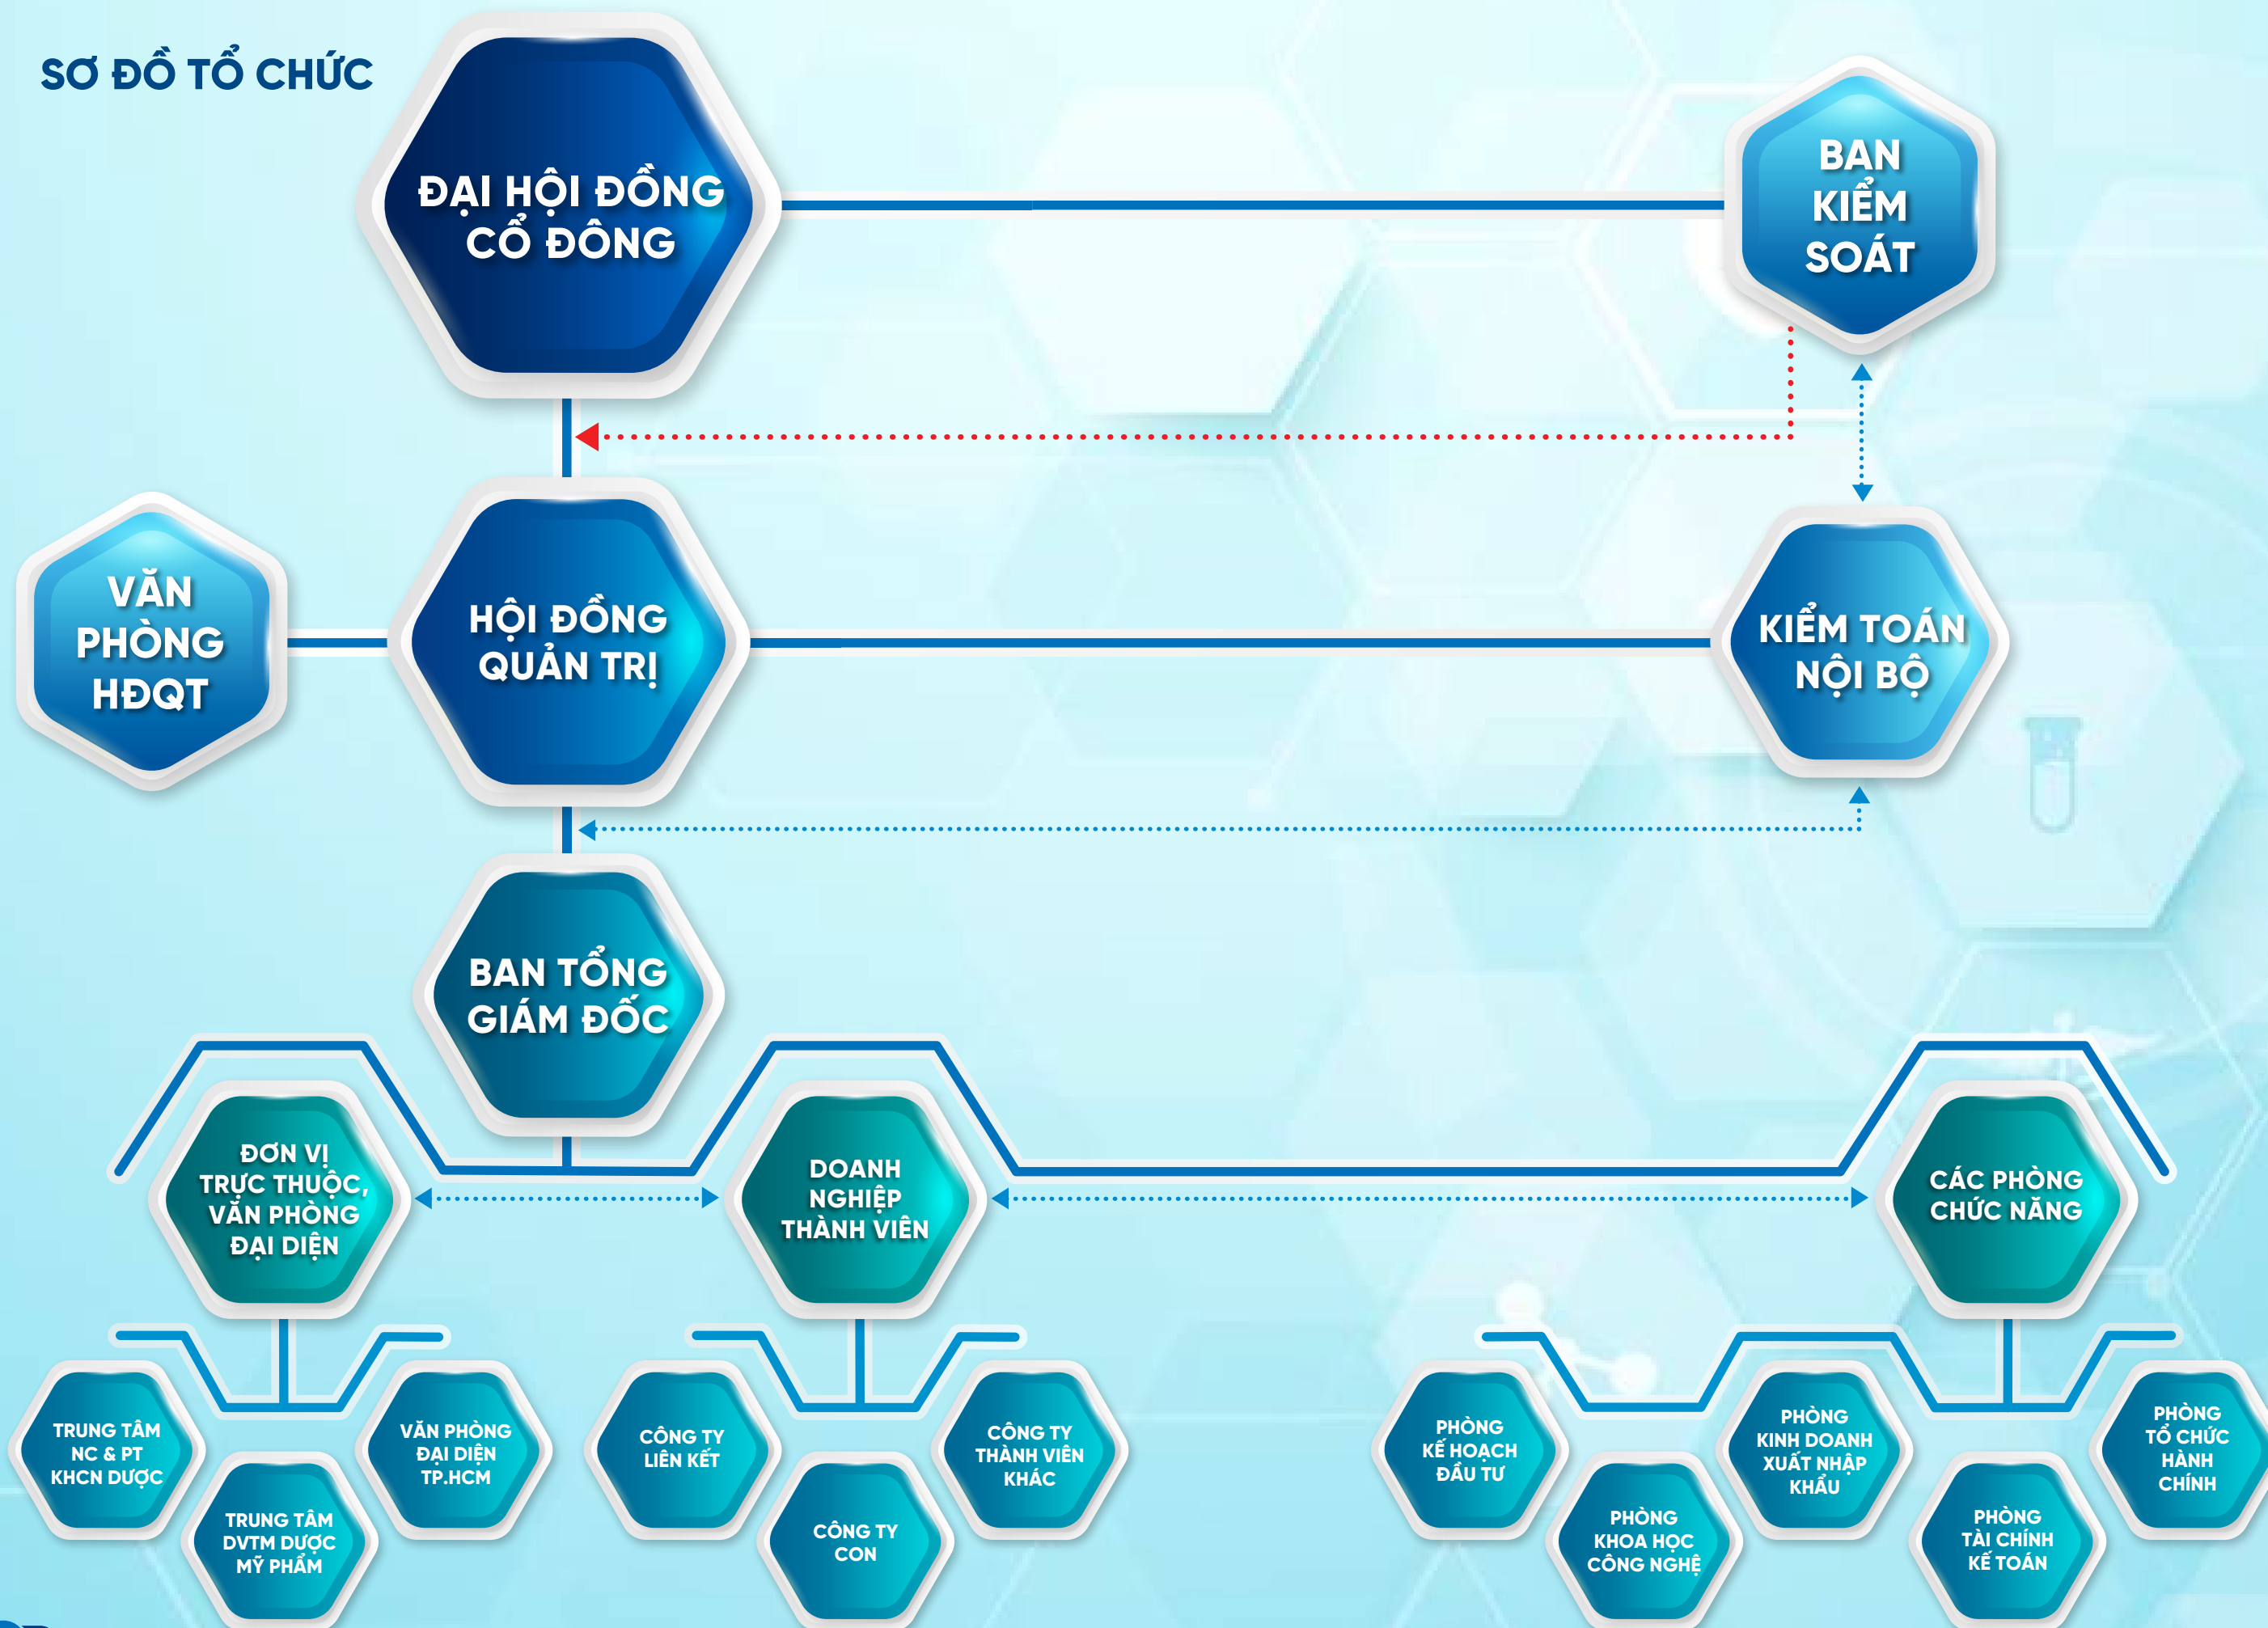 SƠ ĐỒ TỔ CHỨC
ĐẠI HỘI ĐỒNG
CỔ ĐÔNG
BAN
KIỂM
SOÁT
VĂN
PHÒNG
HĐQT
HỘI ĐỒNG
QUẢN TRỊ
KIỂM TOÁN
NỘI BỘ
BAN TỔNG
GIÁM ĐỐC
ĐƠN VỊ
TRỰC THUỘC,
VĂN PHÒNG
ĐẠI DIỆN
DOANH
NGHIỆP
THÀNH VIÊN
CÁC PHÒNG
CHỨC NĂNG
TRUNG TÂM
NC & PT
KHCN DƯỢC
TRUNG TÂM
DVTM DƯỢC
MỸ PHẨM
VĂN PHÒNG
ĐẠI DIỆN
TP.HCM
CÔNG TY
LIÊN KẾT
CÔNG TY
CON
CÔNG TY
THÀNH VIÊN
KHÁC
PHÒNG
KẾ HOẠCH
ĐẦU TƯ
PHÒNG
KHOA HỌC
CÔNG NGHỆ
PHÒNG
KINH DOANH
XUẤT NHẬP
KHẨU
PHÒNG
TÀI CHÍNH
KẾ TOÁN
PHÒNG
TỔ CHỨC
HÀNH
CHÍNH